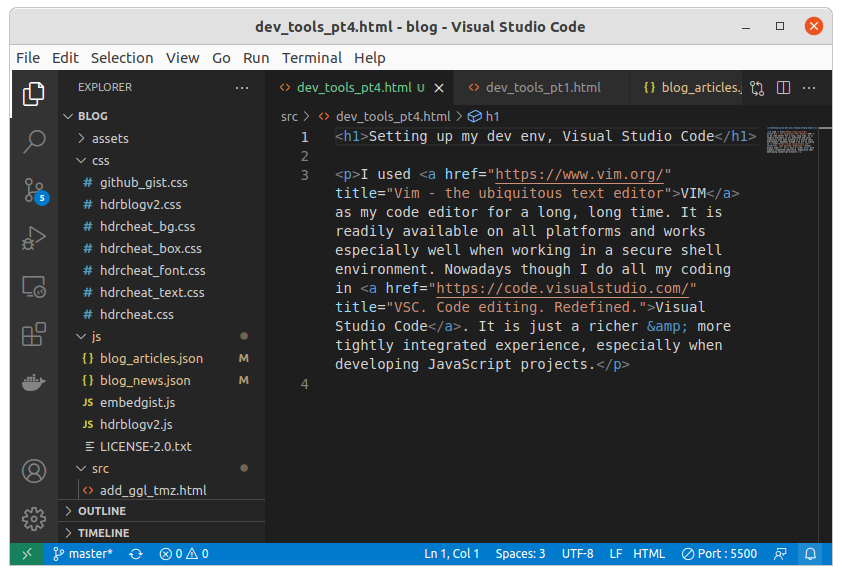 dev_tools_pt4.html - blog - Visual Studio Code
File Edit Selection View Go Run Terminal Help
EXPLORER
BLOG
assets
css
github_gist.css
hdrblogv2.css
hdrcheat_bg.css
hdrcheat_box.css
hdrcheat_font.css
hdrcheat_text.css
hdrcheat.css
js
blog_articles.json M
blog_news.json M
embedgist.js
hdrblogv2.js
LICENSE-2.0.txt
src
add_ggl_tmz.html
OUTLINE
TIMELINE
5
dev_tools_pt4.html U dev_tools_pt1.html {} blog_articles.
src > dev_tools_pt4.html > h1
1 <h1>Setting up my dev env, Visual Studio Code</h1>
2
3 <p>I used <a href="https://www.vim.org/"
title="Vim - the ubiquitous text editor">VIM</a>
as my code editor for a long, long time. It is
readily available on all platforms and works
especially well when working in a secure shell
environment. Nowadays though I do all my coding
in <a href="https://code.visualstudio.com/"
title="VSC. Code editing. Redefined.">Visual
Studio Code</a>. It is just a richer &amp; more
tightly integrated experience, especially when
developing JavaScript projects.</p>
4
master* 0 0 Ln 1, Col 1 Spaces: 3 UTF-8 LF HTML Port : 5500